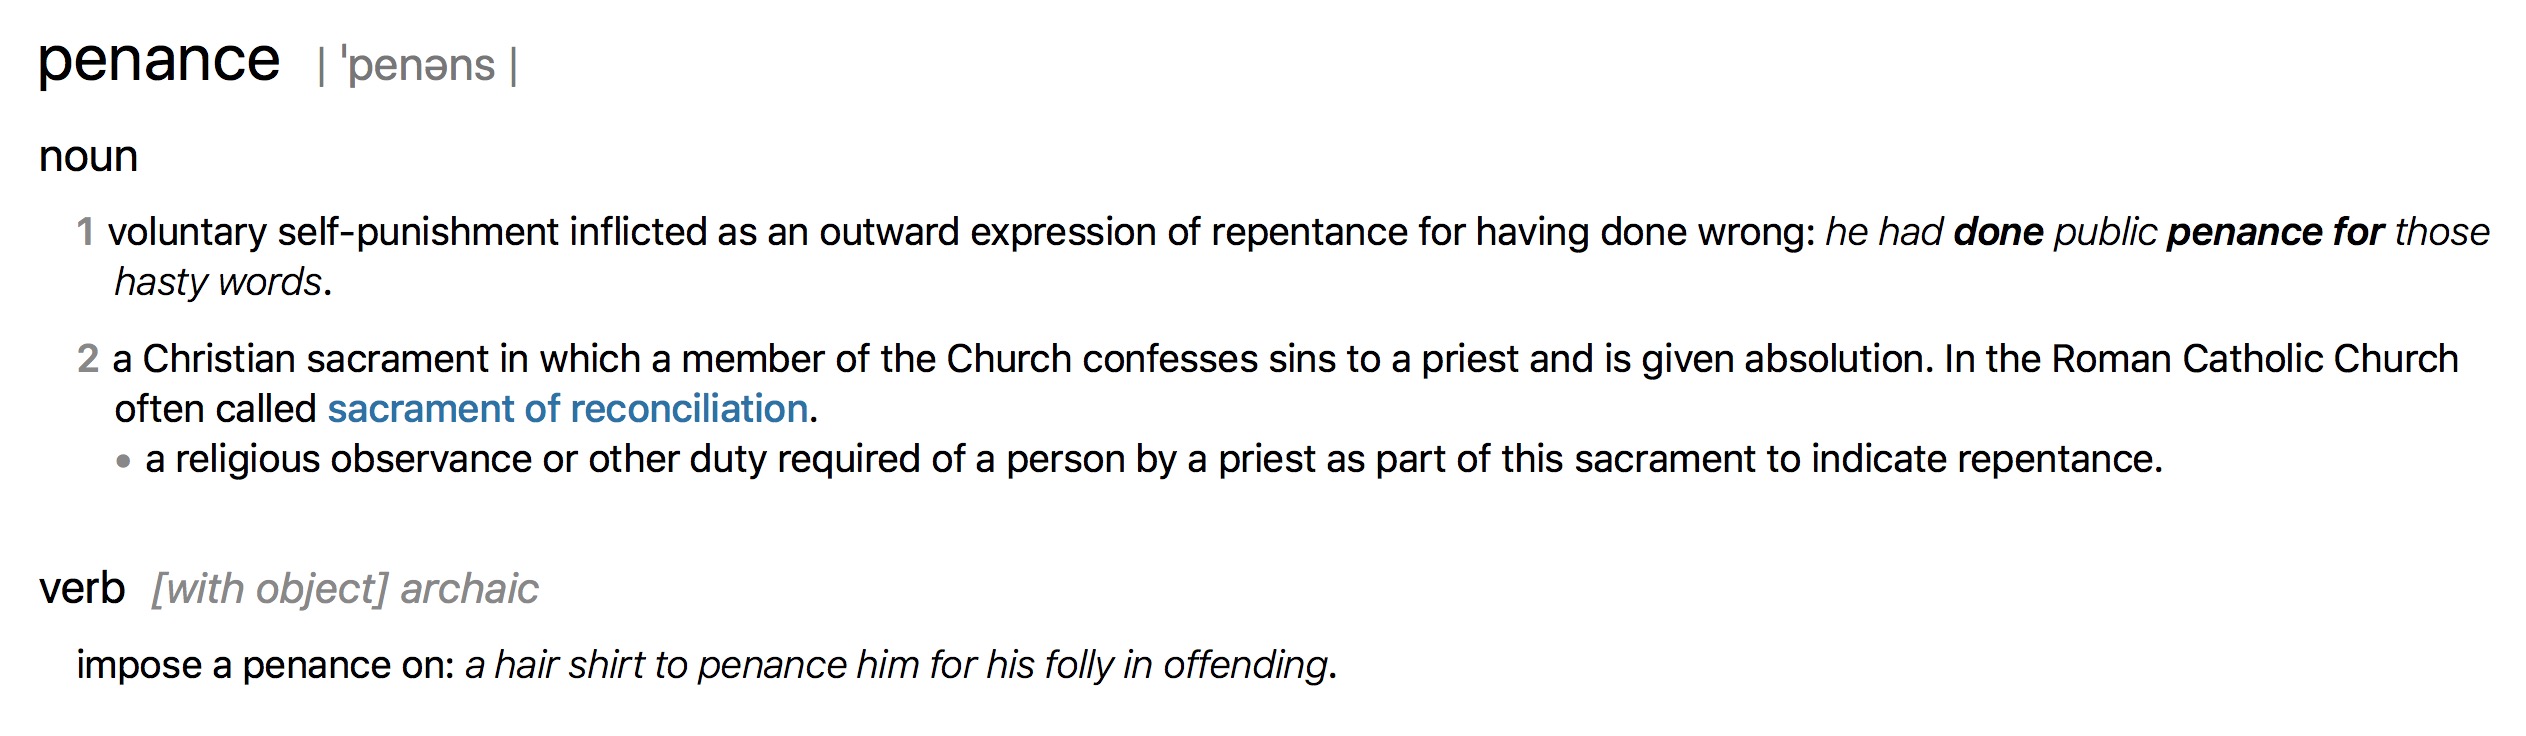 penance | ˈpenəns |
noun
1 voluntary self-punishment inflicted as an outward expression of repentance for having done wrong: he had done public penance for those
hasty words.
2 a Christian sacrament in which a member of the Church confesses sins to a priest and is given absolution. In the Roman Catholic Church
often called sacrament of reconciliation.
• a religious observance or other duty required of a person by a priest as part of this sacrament to indicate repentance.
verb [with object] archaic
impose a penance on: a hair shirt to penance him for his folly in offending.